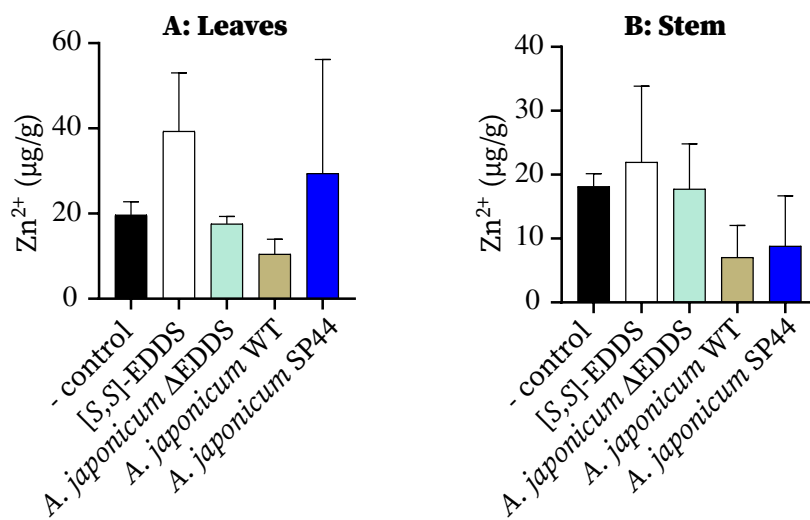 A: Leaves
Zn²⁺ (µg/g)
60
40
20
0
- control
[S,S]-EDDS
A. japonicum ΔEDDS
A. japonicum WT
A. japonicum SP44
B: Stem
Zn²⁺ (µg/g)
40
30
20
10
0
- control
[S,S]-EDDS
A. japonicum ΔEDDS
A. japonicum WT
A. japonicum SP44